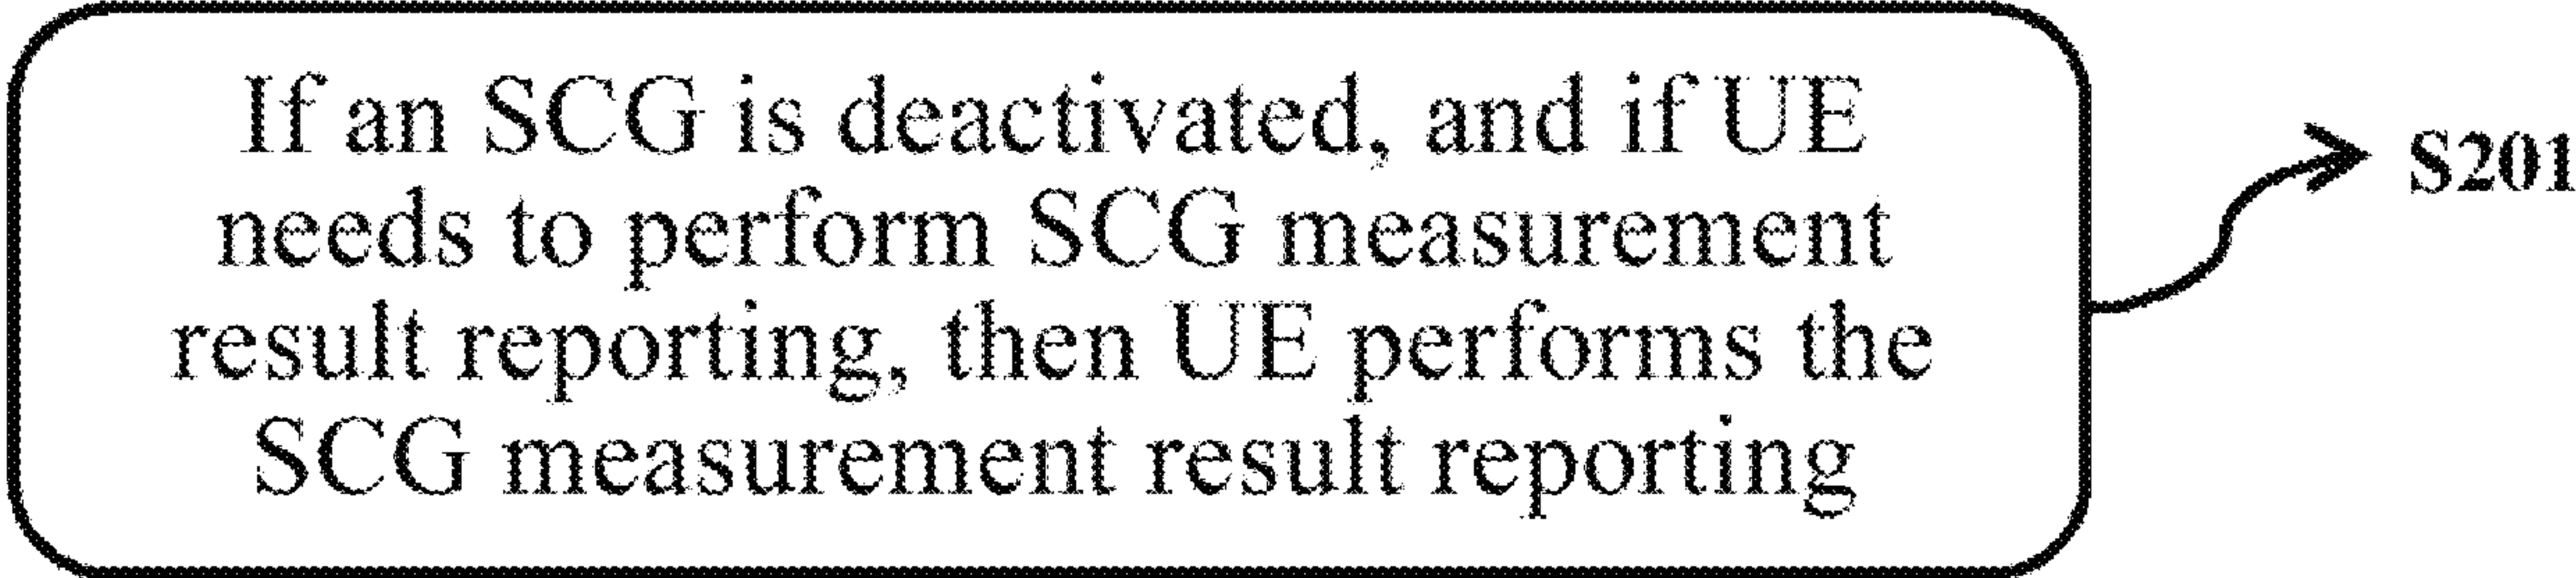 If an SCG is deactivated, and if UE
needs to perform SCG measurement
result reporting, then UE performs the
SCG measurement result reporting
S201